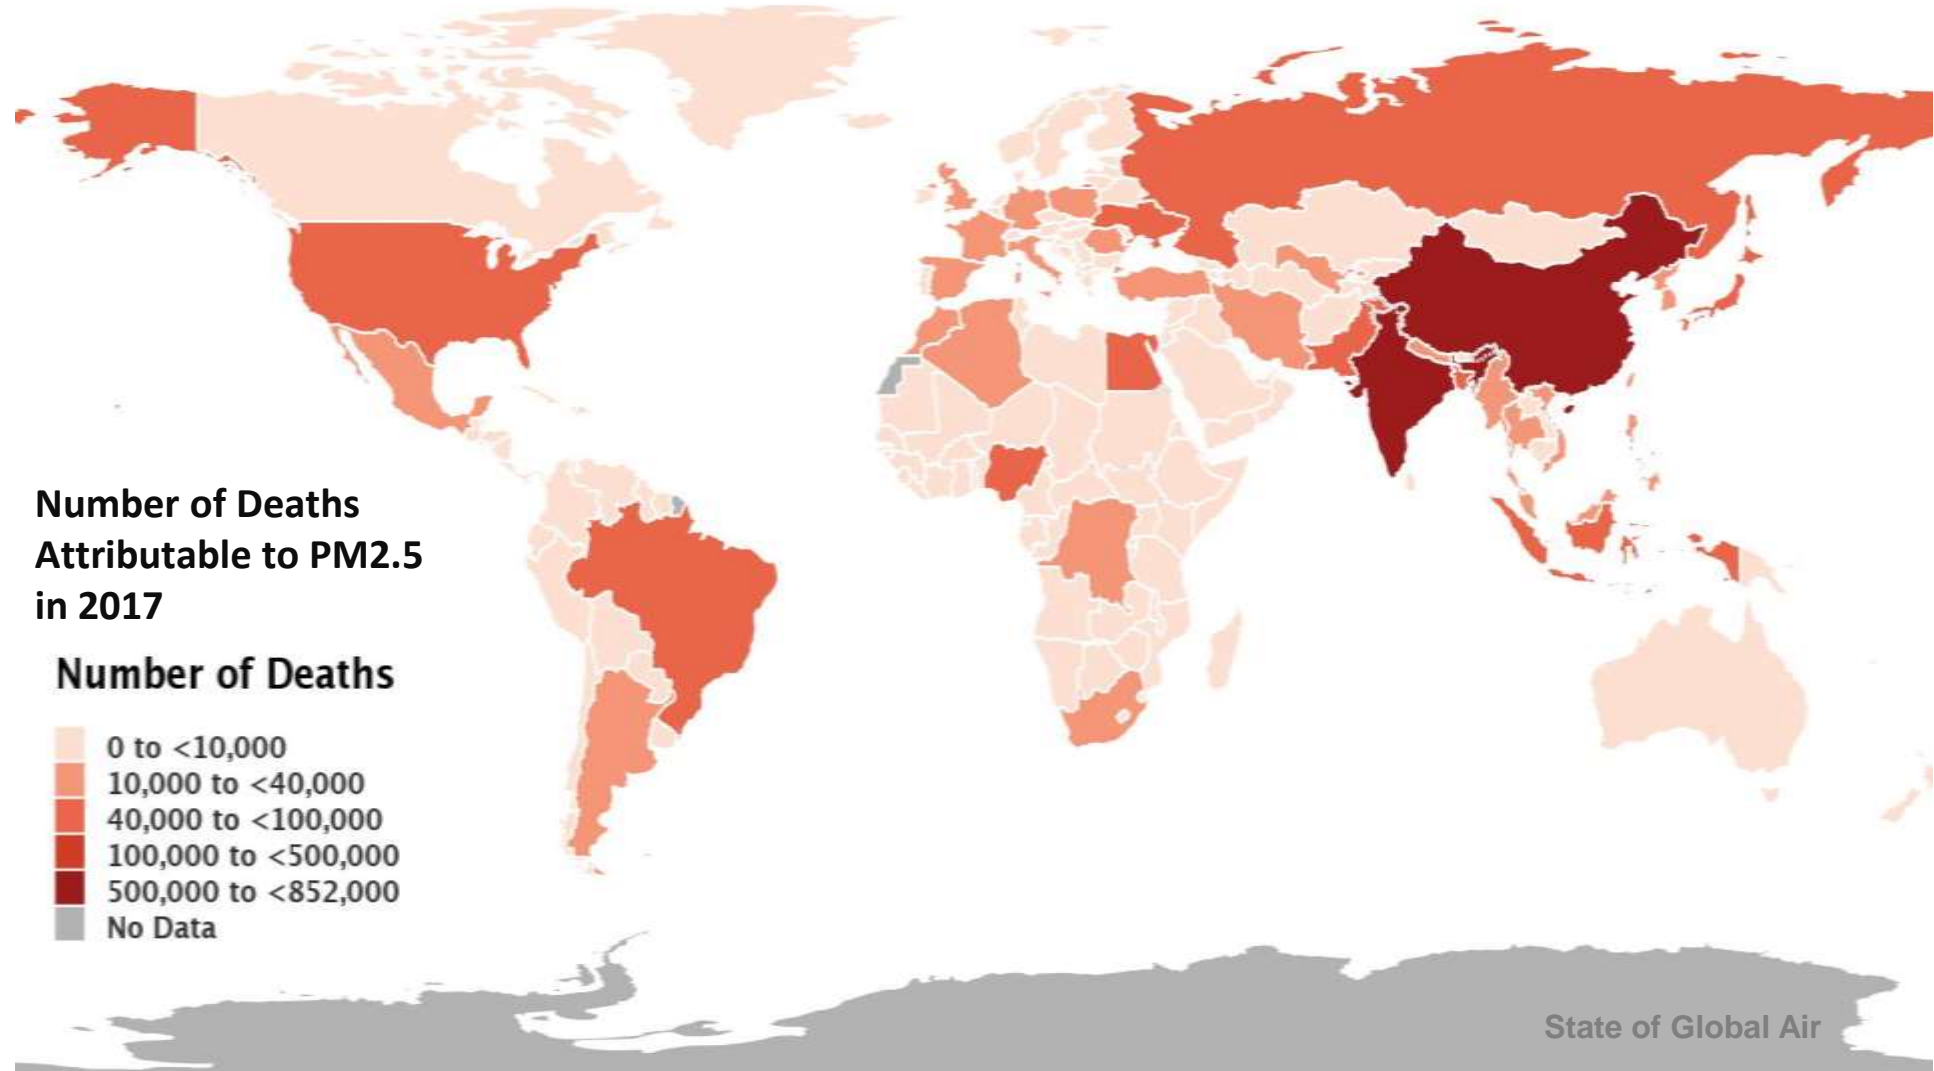 Number of Deaths
Attributable to PM2.5
in 2017
Number of Deaths
0 to <10,000
10,000 to <40,000
40,000 to <100,000
100,000 to <500,000
500,000 to <852,000
No Data
State of Global Air